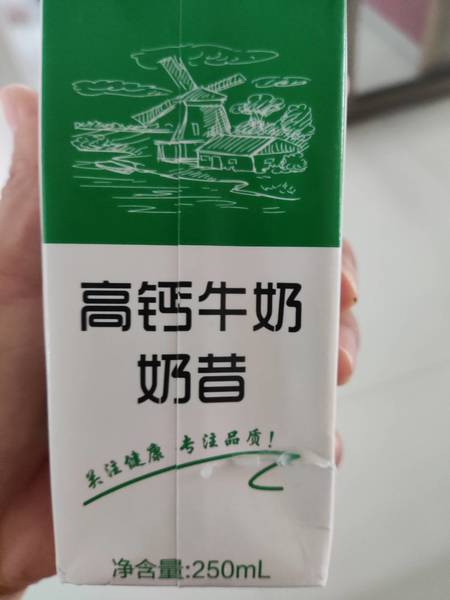 高钙牛奶
奶昔
关注健康 专注品质!
净含量:250mL